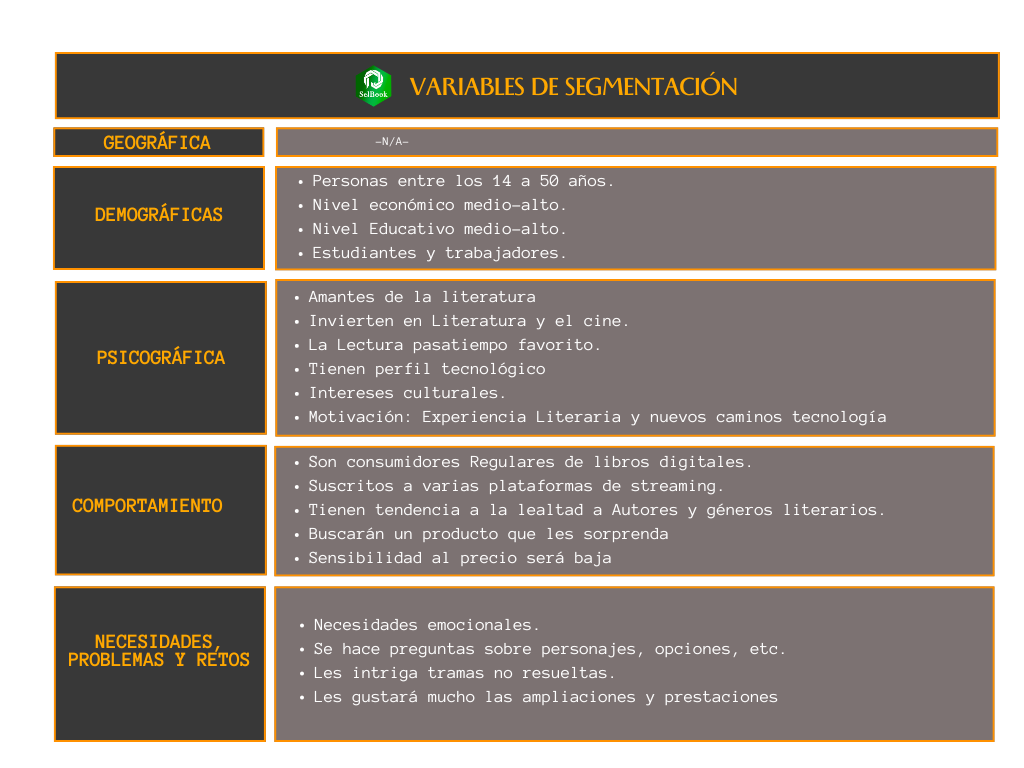 SelBook
VARIABLES DE SEGMENTACIÓN
GEOGRÁFICA
-N/A-
DEMOGRÁFICAS
• Personas entre los 14 a 50 años.
• Nivel económico medio-alto.
• Nivel Educativo medio-alto.
• Estudiantes y trabajadores.
PSICOGRÁFICA
• Amantes de la literatura
• Invierten en Literatura y el cine.
• La Lectura pasatiempo favorito.
• Tienen perfil tecnológico
• Intereses culturales.
• Motivación: Experiencia Literaria y nuevos caminos tecnología
COMPORTAMIENTO
• Son consumidores Regulares de libros digitales.
• Suscritos a varias plataformas de streaming.
• Tienen tendencia a la lealtad a Autores y géneros literarios.
• Buscarán un producto que les sorprenda
• Sensibilidad al precio será baja
NECESIDADES,
PROBLEMAS Y RETOS
• Necesidades emocionales.
• Se hace preguntas sobre personajes, opciones, etc.
• Les intriga tramas no resueltas.
• Les gustará mucho las ampliaciones y prestaciones